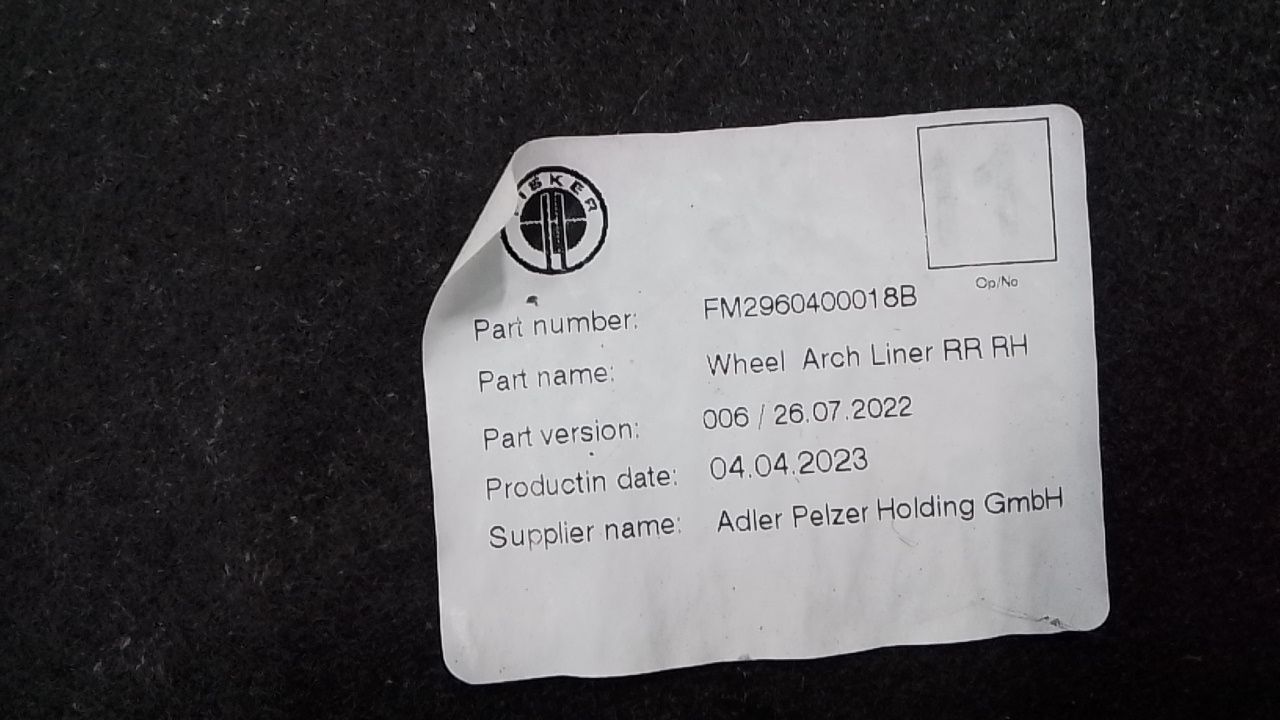 FISKER
Op/No
Part number: FM2960400018B
Part name: Wheel Arch Liner RR RH
Part version: 006 / 26.07.2022
Productin date: 04.04.2023
Supplier name: Adler Pelzer Holding GmbH